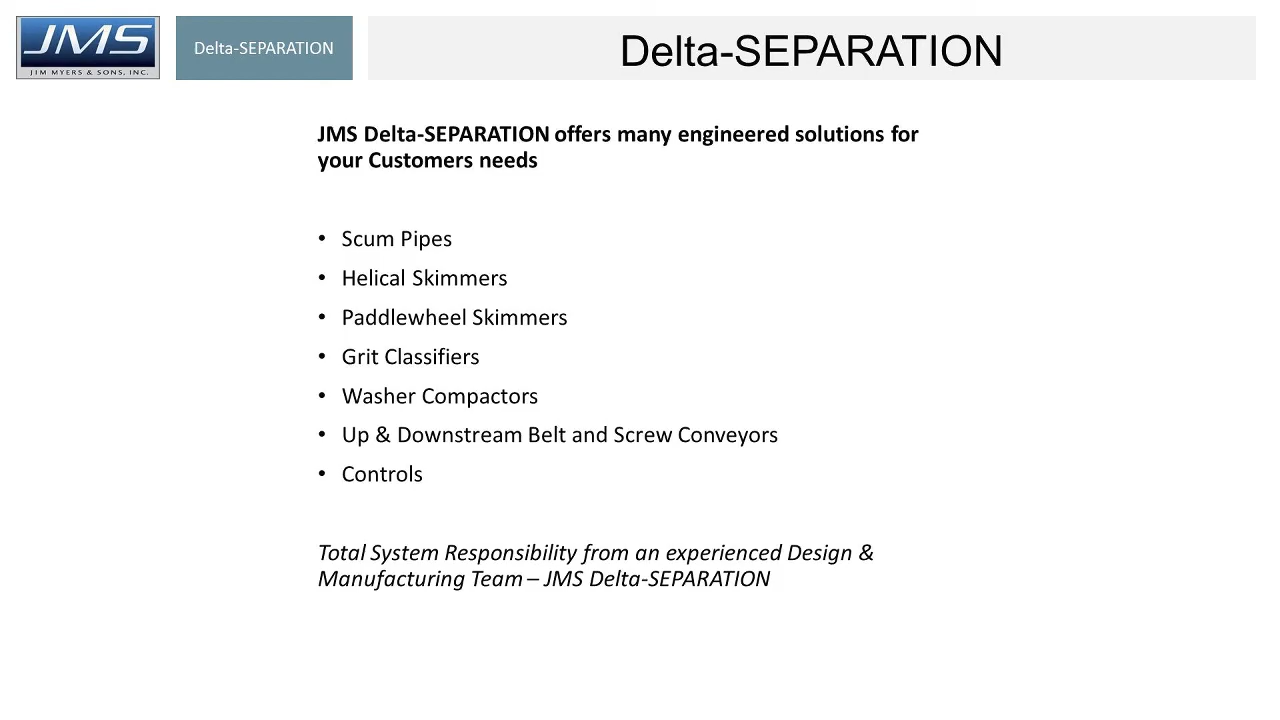 JMS
JIM MYERS & SONS, INC.
Delta-SEPARATION
Delta-SEPARATION
JMS Delta-SEPARATION offers many engineered solutions for
your Customers needs
• Scum Pipes
• Helical Skimmers
• Paddlewheel Skimmers
• Grit Classifiers
• Washer Compactors
• Up & Downstream Belt and Screw Conveyors
• Controls
Total System Responsibility from an experienced Design &
Manufacturing Team – JMS Delta-SEPARATION